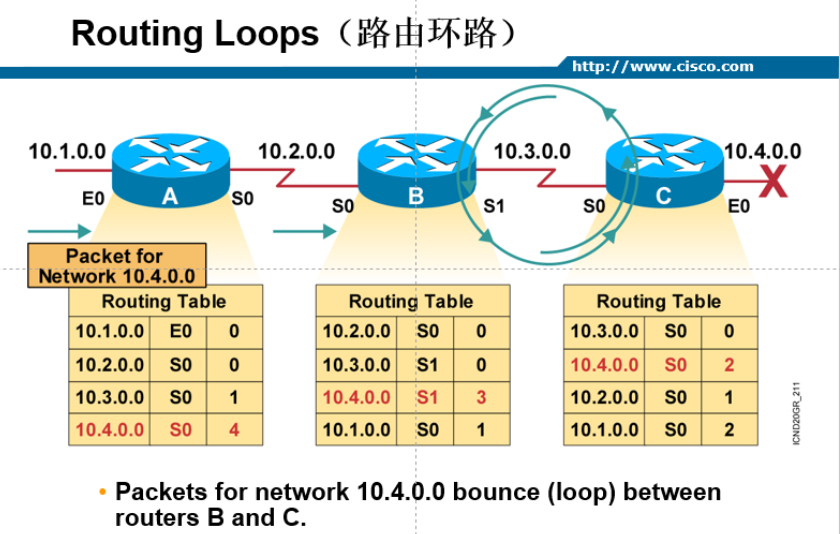 Routing Loops（路由环路）
http://www.cisco.com
10.1.0.0
10.2.0.0
10.3.0.0
10.4.0.0
A
B
C
X
E0
S0
S0
S1
S0
E0
Packet for
Network 10.4.0.0
Routing Table
10.1.0.0 E0 0
10.2.0.0 S0 0
10.3.0.0 S0 1
10.4.0.0 S0 4
Routing Table
10.2.0.0 S0 0
10.3.0.0 S1 0
10.4.0.0 S1 3
10.1.0.0 S0 1
Routing Table
10.3.0.0 S0 0
10.4.0.0 S0 2
10.2.0.0 S0 1
10.1.0.0 S0 2
ICND20GR_211
• Packets for network 10.4.0.0 bounce (loop) between
routers B and C.